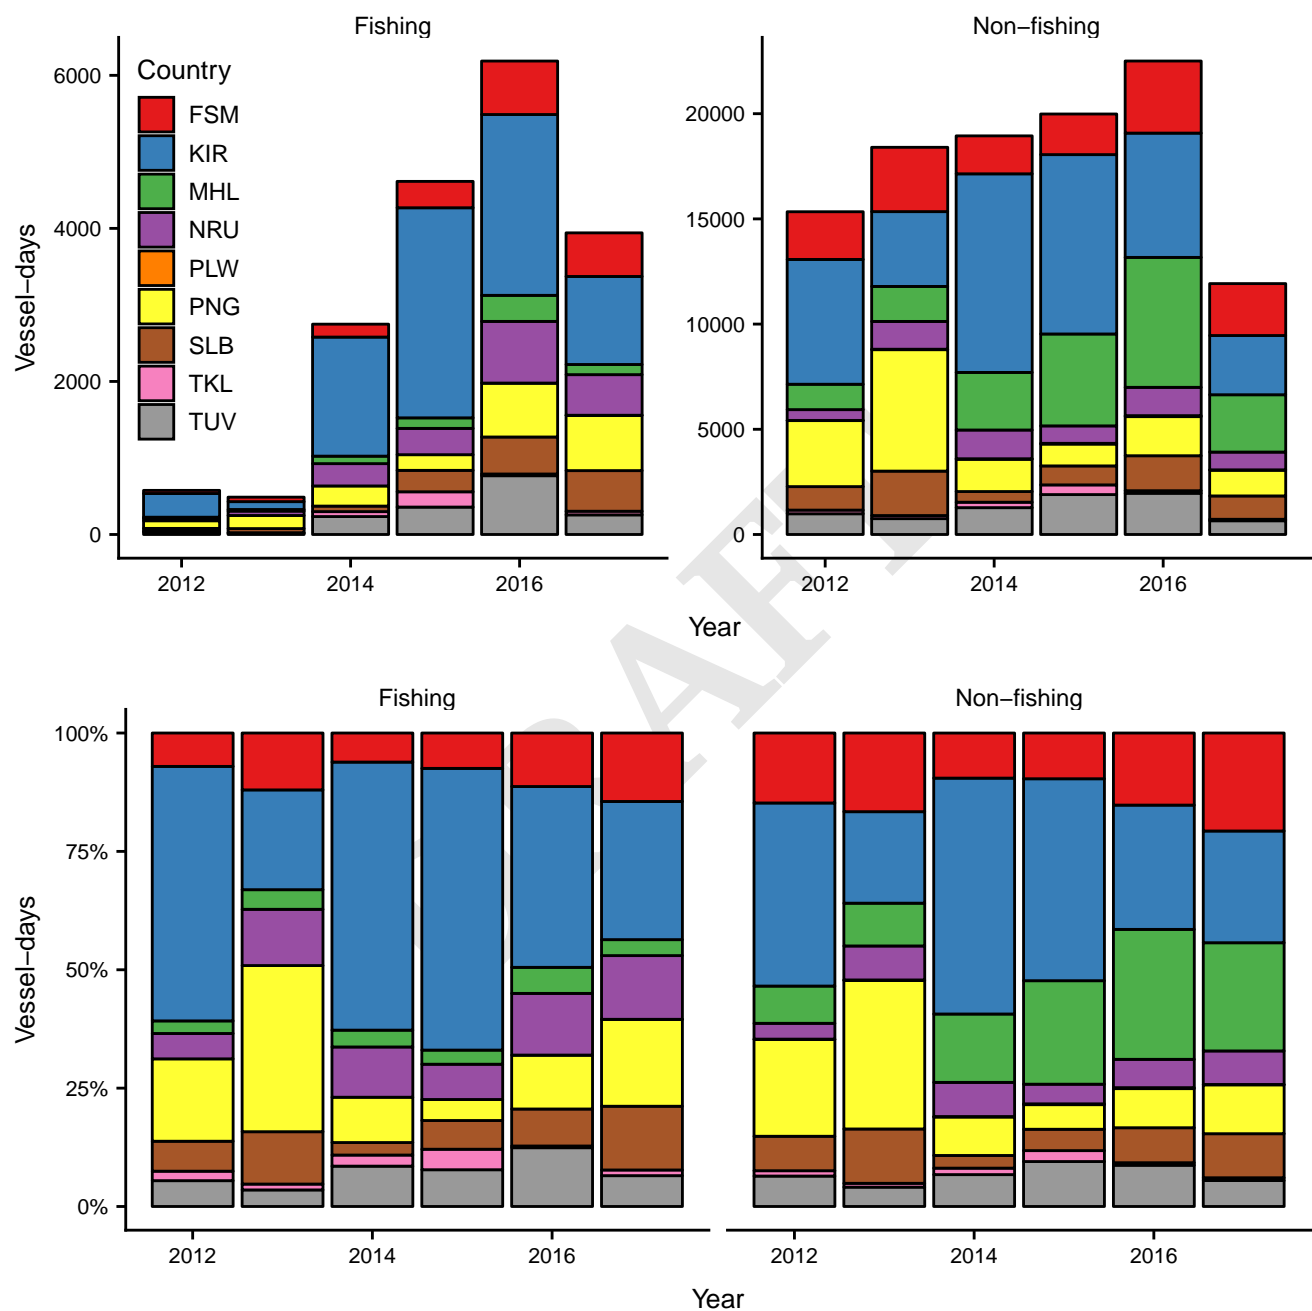 Fishing
Non−fishing
Vessel−days
6000
4000
2000
0
Country
FSM
KIR
MHL
NRU
PLW
PNG
SLB
TKL
TUV
20000
15000
10000
5000
0
2012 2014 2016
2012 2014 2016
Year
DRAFT
Fishing
Non−fishing
Vessel−days
100%
75%
50%
25%
0%
2012 2014 2016
2012 2014 2016
Year